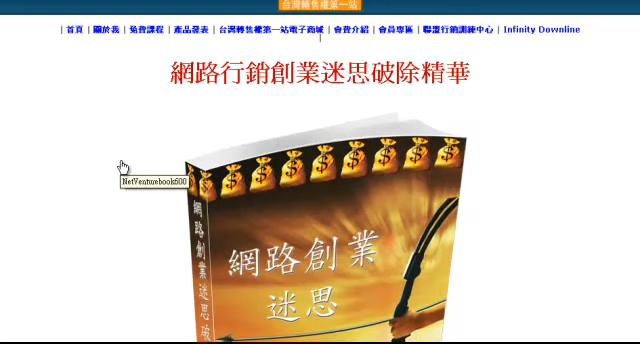 台灣轉售權第一站
| 首頁 | 關於我 | 免費課程 | 產品發表 | 台灣轉售權第一站電子商城 | 會費介紹 | 會員專區 | 聯盟行銷訓練中心 | Infinity Downline
|
網路行銷創業迷思破除精華
NetVenturebook600
網路創業迷思破
網路創業
迷思